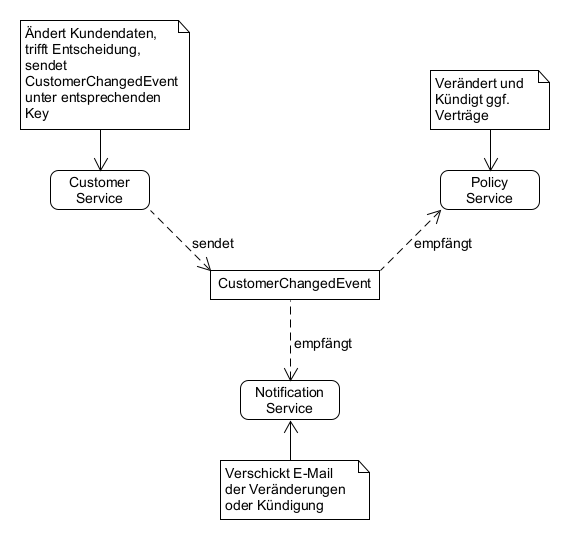 Ändert Kundendaten,
trifft Entscheidung,
sendet
CustomerChangedEvent
unter entsprechenden
Key
Verändert und
Kündigt ggf.
Verträge
Customer
Service
Policy
Service
sendet
empfängt
CustomerChangedEvent
empfängt
Notification
Service
Verschickt E-Mail
der Veränderungen
oder Kündigung